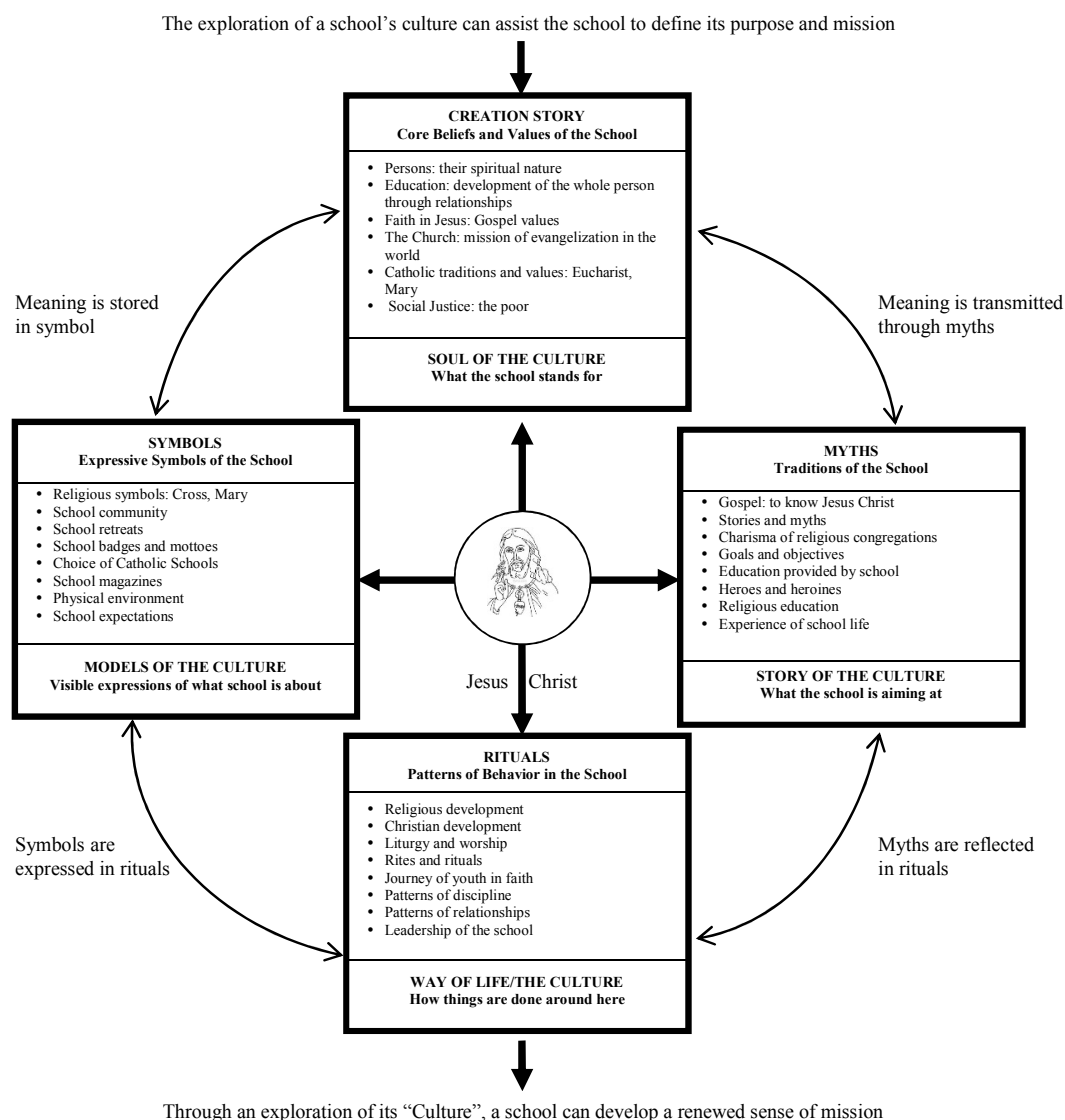 The exploration of a school's culture can assist the school to define its purpose and mission
CREATION STORY
Core Beliefs and Values of the School
• Persons: their spiritual nature
• Education: development of the whole person
through relationships
• Faith in Jesus: Gospel values
• The Church: mission of evangelization in the
world
• Catholic traditions and values: Eucharist,
Mary
• Social Justice: the poor
SOUL OF THE CULTURE
What the school stands for
Meaning is stored
in symbol
Meaning is transmitted
through myths
SYMBOLS
Expressive Symbols of the School
• Religious symbols: Cross, Mary
• School community
• School retreats
• School badges and mottoes
• Choice of Catholic Schools
• School magazines
• Physical environment
• School expectations
MODELS OF THE CULTURE
Visible expressions of what school is about
MYTHS
Traditions of the School
• Gospel: to know Jesus Christ
• Stories and myths
• Charisma of religious congregations
• Goals and objectives
• Education provided by school
• Heroes and heroines
• Religious education
• Experience of school life
STORY OF THE CULTURE
What the school is aiming at
Jesus Christ
RITUALS
Patterns of Behavior in the School
• Religious development
• Christian development
• Liturgy and worship
• Rites and rituals
• Journey of youth in faith
• Patterns of discipline
• Patterns of relationships
• Leadership of the school
WAY OF LIFE/THE CULTURE
How things are done around here
Symbols are
expressed in rituals
Myths are reflected
in rituals
Through an exploration of its “Culture”, a school can develop a renewed sense of mission